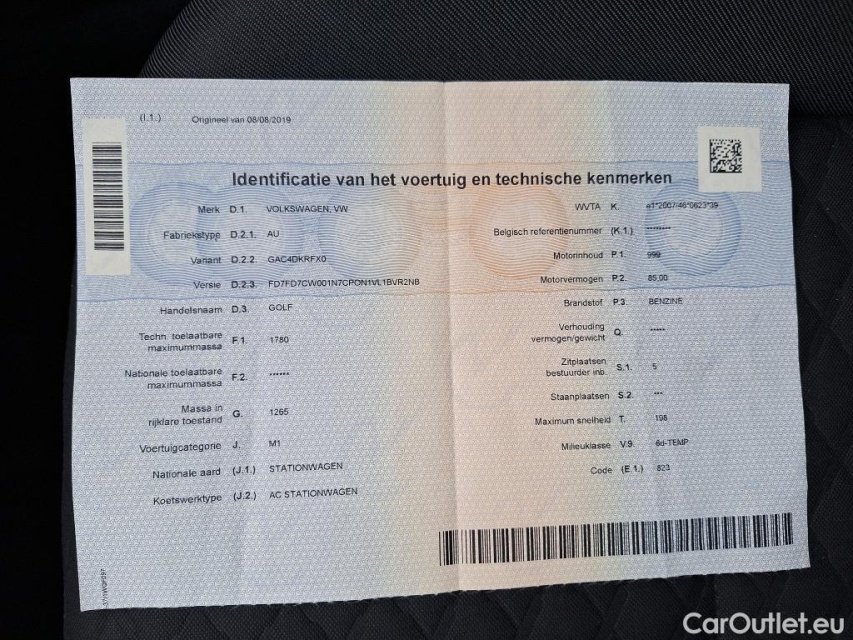 (I.1.) Origineel van 08/08/2019
Identificatie van het voertuig en technische kenmerken
Merk D.1. VOLKSWAGEN, VW
Fabriekstype D.2.1. AU
Variant D.2.2. GAC4DKRFX0
Versie D.2.3. FD7FD7CW001N7CPON1VL1BVR2NB
Handelsnaam D.3. GOLF
Techn. toelaatbare
maximummassa F.1. 1780
Nationale toelaatbare
maximummassa F.2. ******
Massa in
rijklare toestand G. 1265
Voertuigcategorie J. M1
Nationale aard (J.1.) STATIONWAGEN
Koetswerktype (J.2.) AC STATIONWAGEN
WVTA K. e1*2007/46*0623*39
Belgisch referentienummer (K.1.) ********
Motorinhoud P.1. 999
Motorvermogen P.2. 85,00
Brandstof P.3. BENZINE
Verhouding
vermogen/gewicht Q. *****
Zitplaatsen
bestuurder inb. S.1. 5
Staanplaatsen S.2. ***
Maximum snelheid T. 198
Milieuklasse V.9. 6d-TEMP
Code (E.1.) 823
CarOutlet.eu